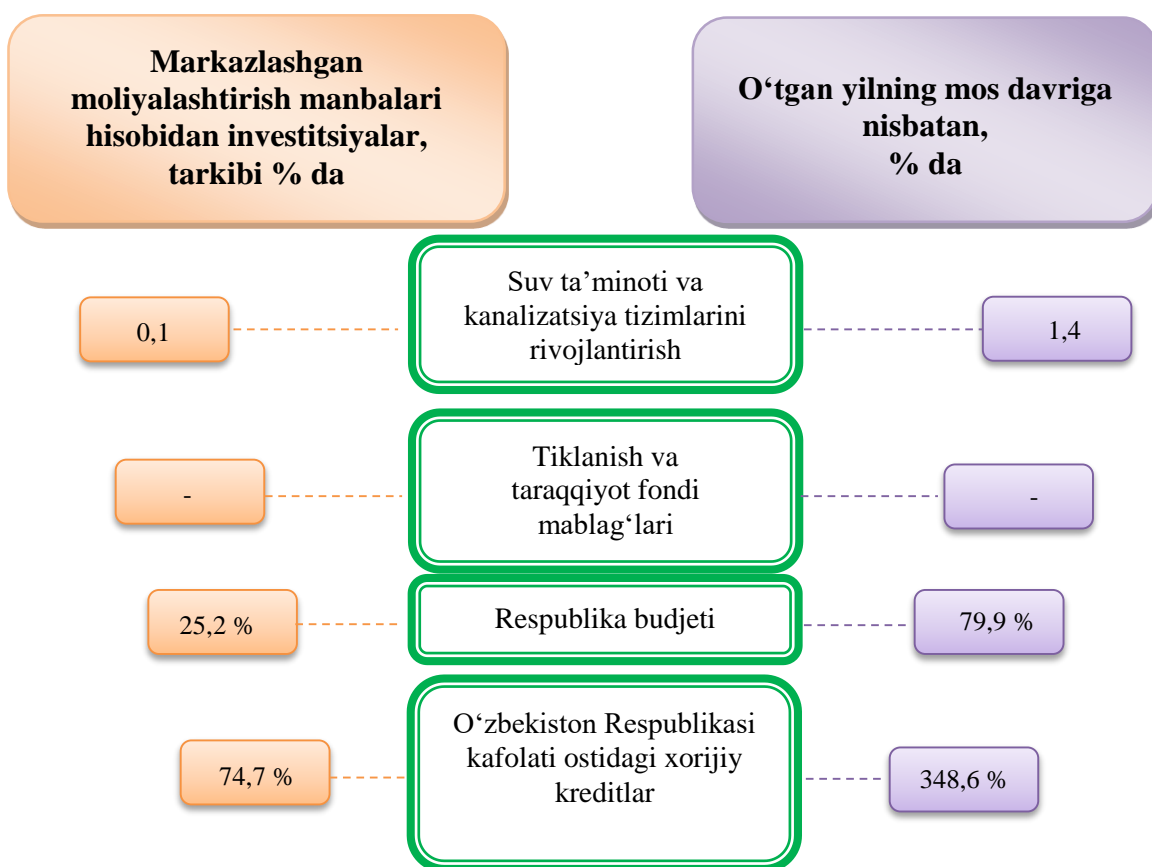 Markazlashgan
moliyalashtirish manbalari
hisobidan investitsiyalar,
tarkibi % da
O‘tgan yilning mos davriga
nisbatan,
% da
0,1
Suv ta’minoti va
kanalizatsiya tizimlarini
rivojlantirish
1,4
-
Tiklanish va
taraqqiyot fondi
mablag‘lari
-
25,2 %
Respublika budjeti
79,9 %
74,7 %
O‘zbekiston Respublikasi
kafolati ostidagi xorijiy
kreditlar
348,6 %